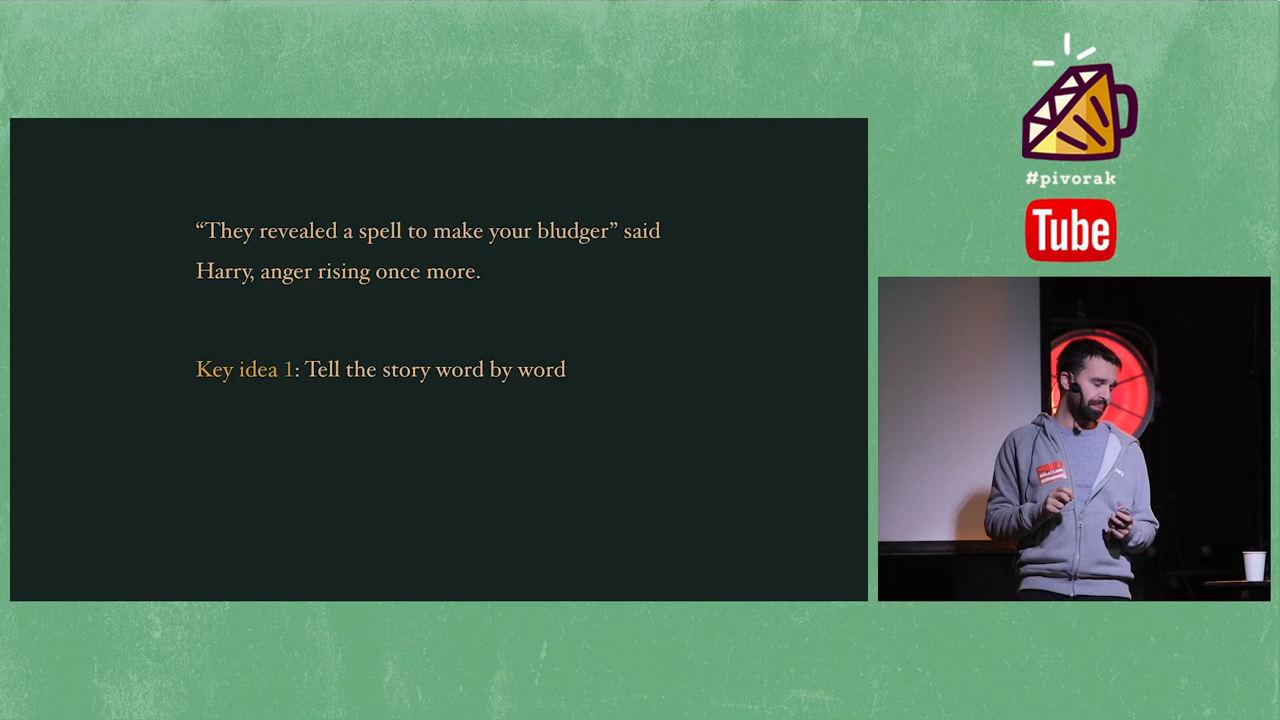 “They revealed a spell to make your bludger” said
Harry, anger rising once more.
Key idea 1: Tell the story word by word
#pivorak
Tube